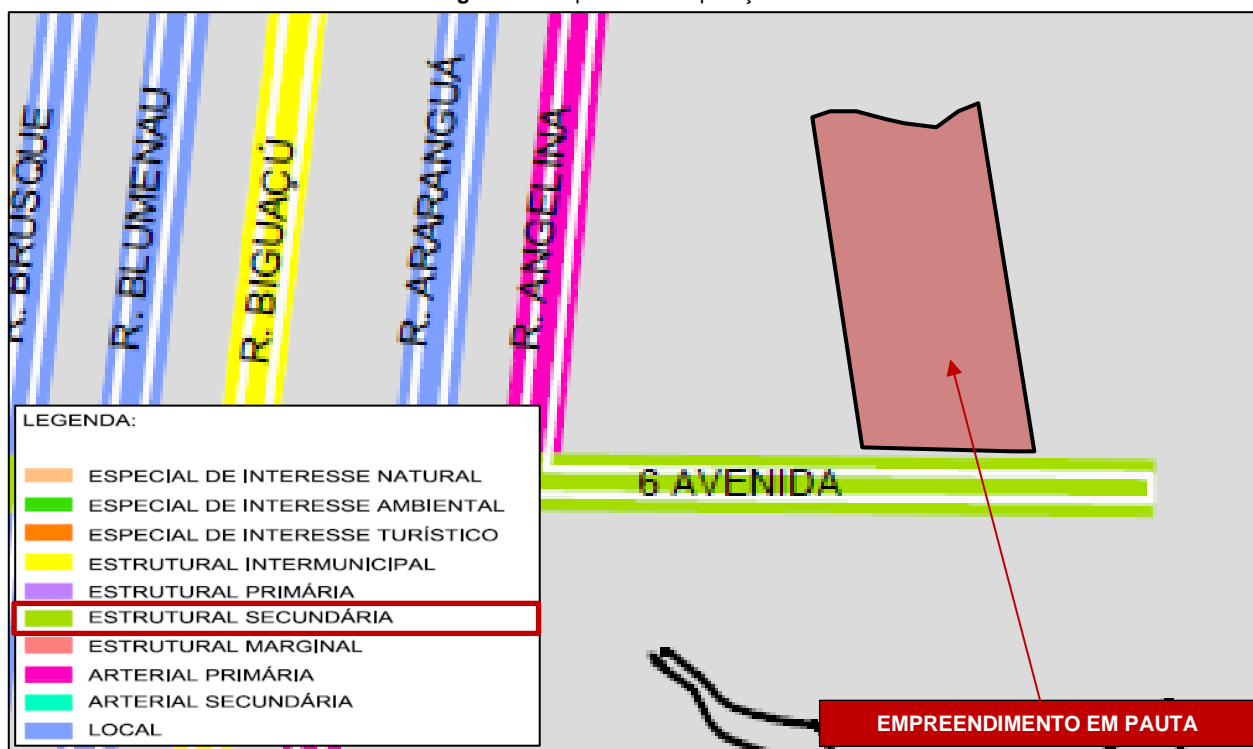 R. BRUSQUE
R. BLUMENAU
R. BIGUAÇÚ
R. ARARANGUÁ
R. ANGELINA
6 AVENIDA
LEGENDA:
ESPECIAL DE INTERESSE NATURAL
ESPECIAL DE INTERESSE AMBIENTAL
ESPECIAL DE INTERESSE TURÍSTICO
ESTRUTURAL INTERMUNICIPAL
ESTRUTURAL PRIMÁRIA
ESTRUTURAL SECUNDÁRIA
ESTRUTURAL MARGINAL
ARTERIAL PRIMÁRIA
ARTERIAL SECUNDÁRIA
LOCAL
EMPREENDIMENTO EM PAUTA